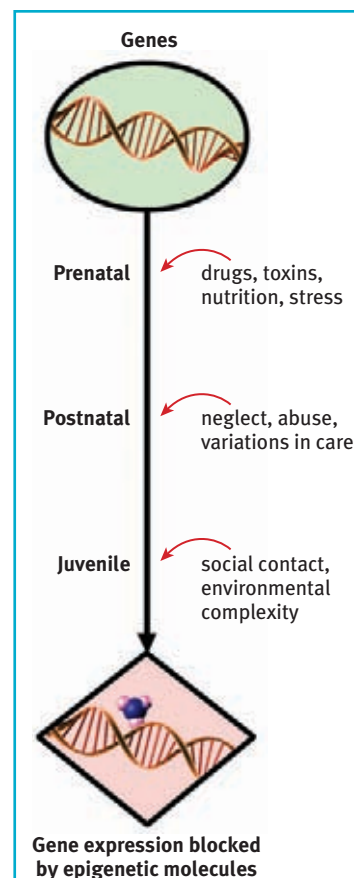 Genes
Prenatal
drugs, toxins,
nutrition, stress
Postnatal
neglect, abuse,
variations in care
Juvenile
social contact,
environmental
complexity
Gene expression blocked
by epigenetic molecules